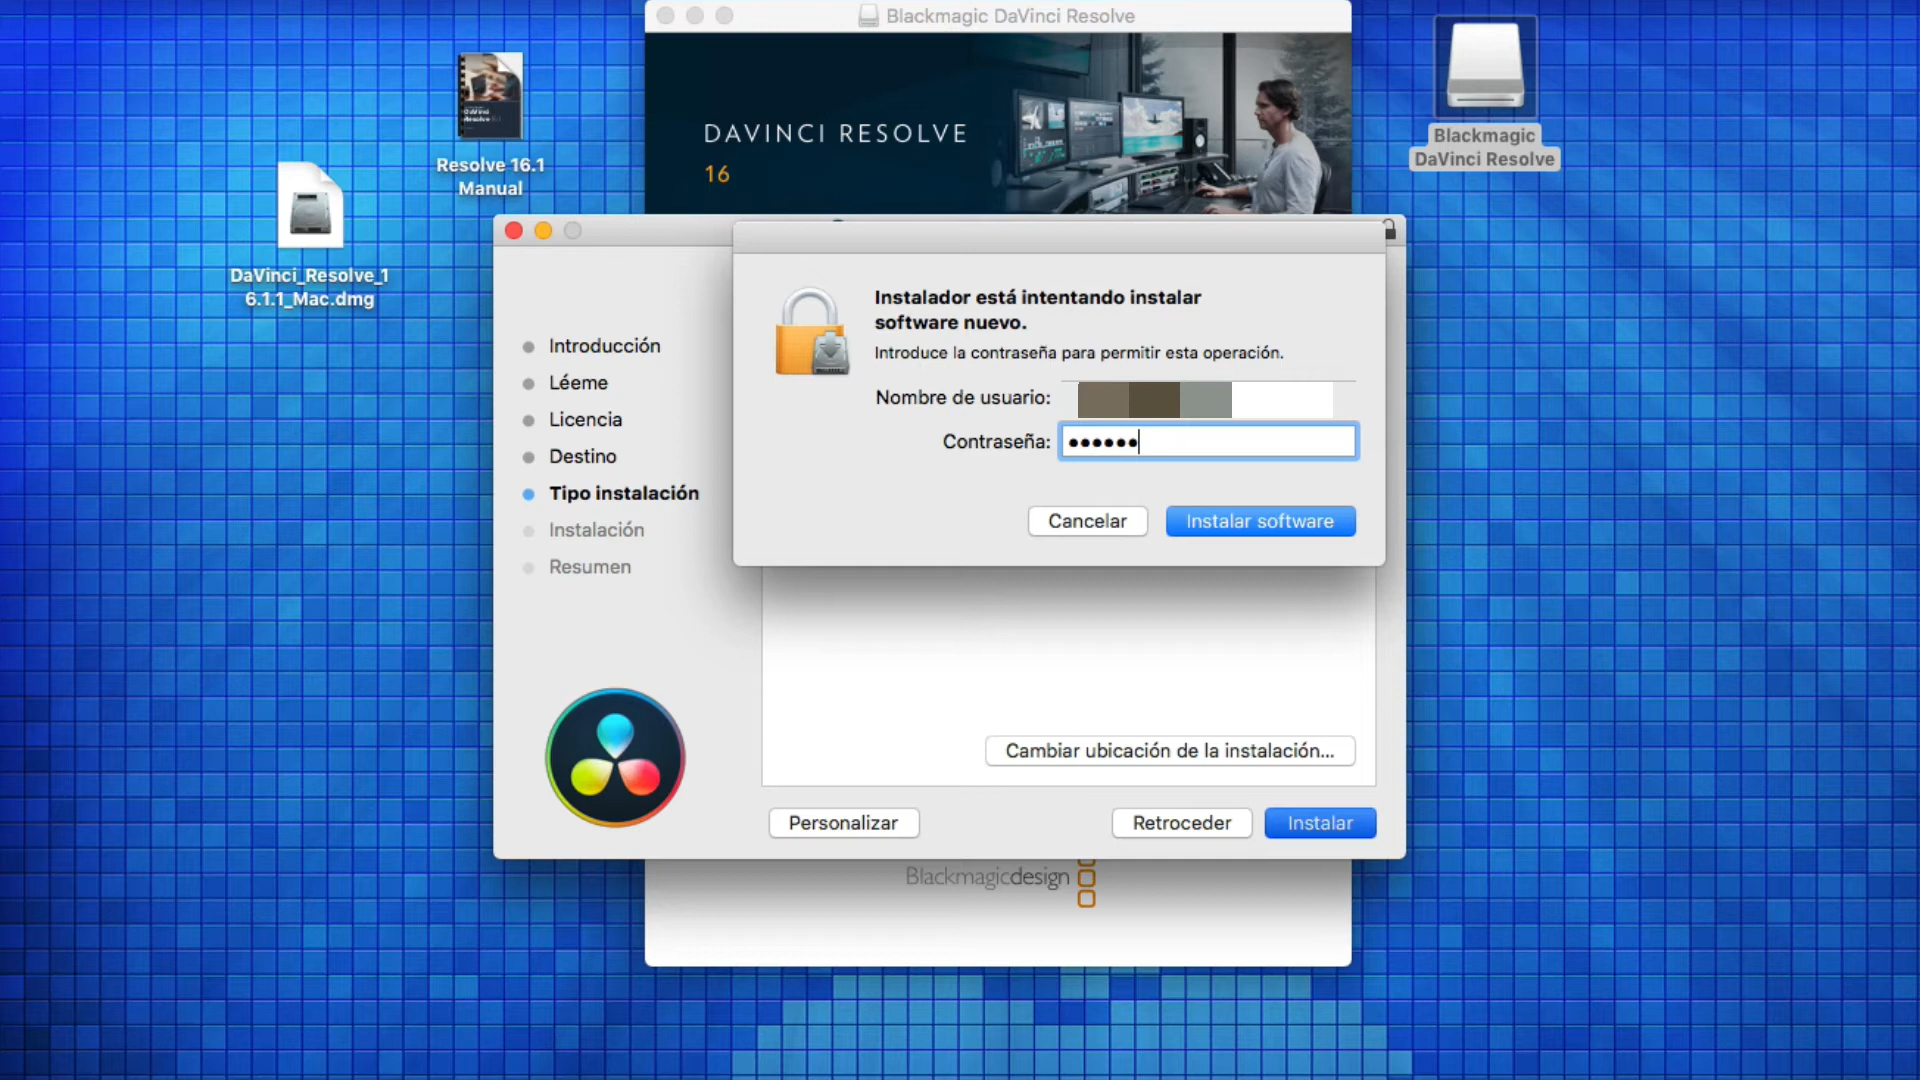 Blackmagic DaVinci Resolve
DAVINCI RESOLVE
16
Resolve 16.1
Manual
DaVinci_Resolve_1
6.1.1_Mac.dmg
Blackmagic
DaVinci Resolve
Instalador está intentando instalar
software nuevo.
Introduce la contraseña para permitir esta operación.
Nombre de usuario:
Contraseña: ••••••
Cancelar
Instalar software
Introducción
Léeme
Licencia
Destino
Tipo instalación
Instalación
Resumen
Cambiar ubicación de la instalación...
Personalizar
Retroceder
Instalar
Blackmagicdesign